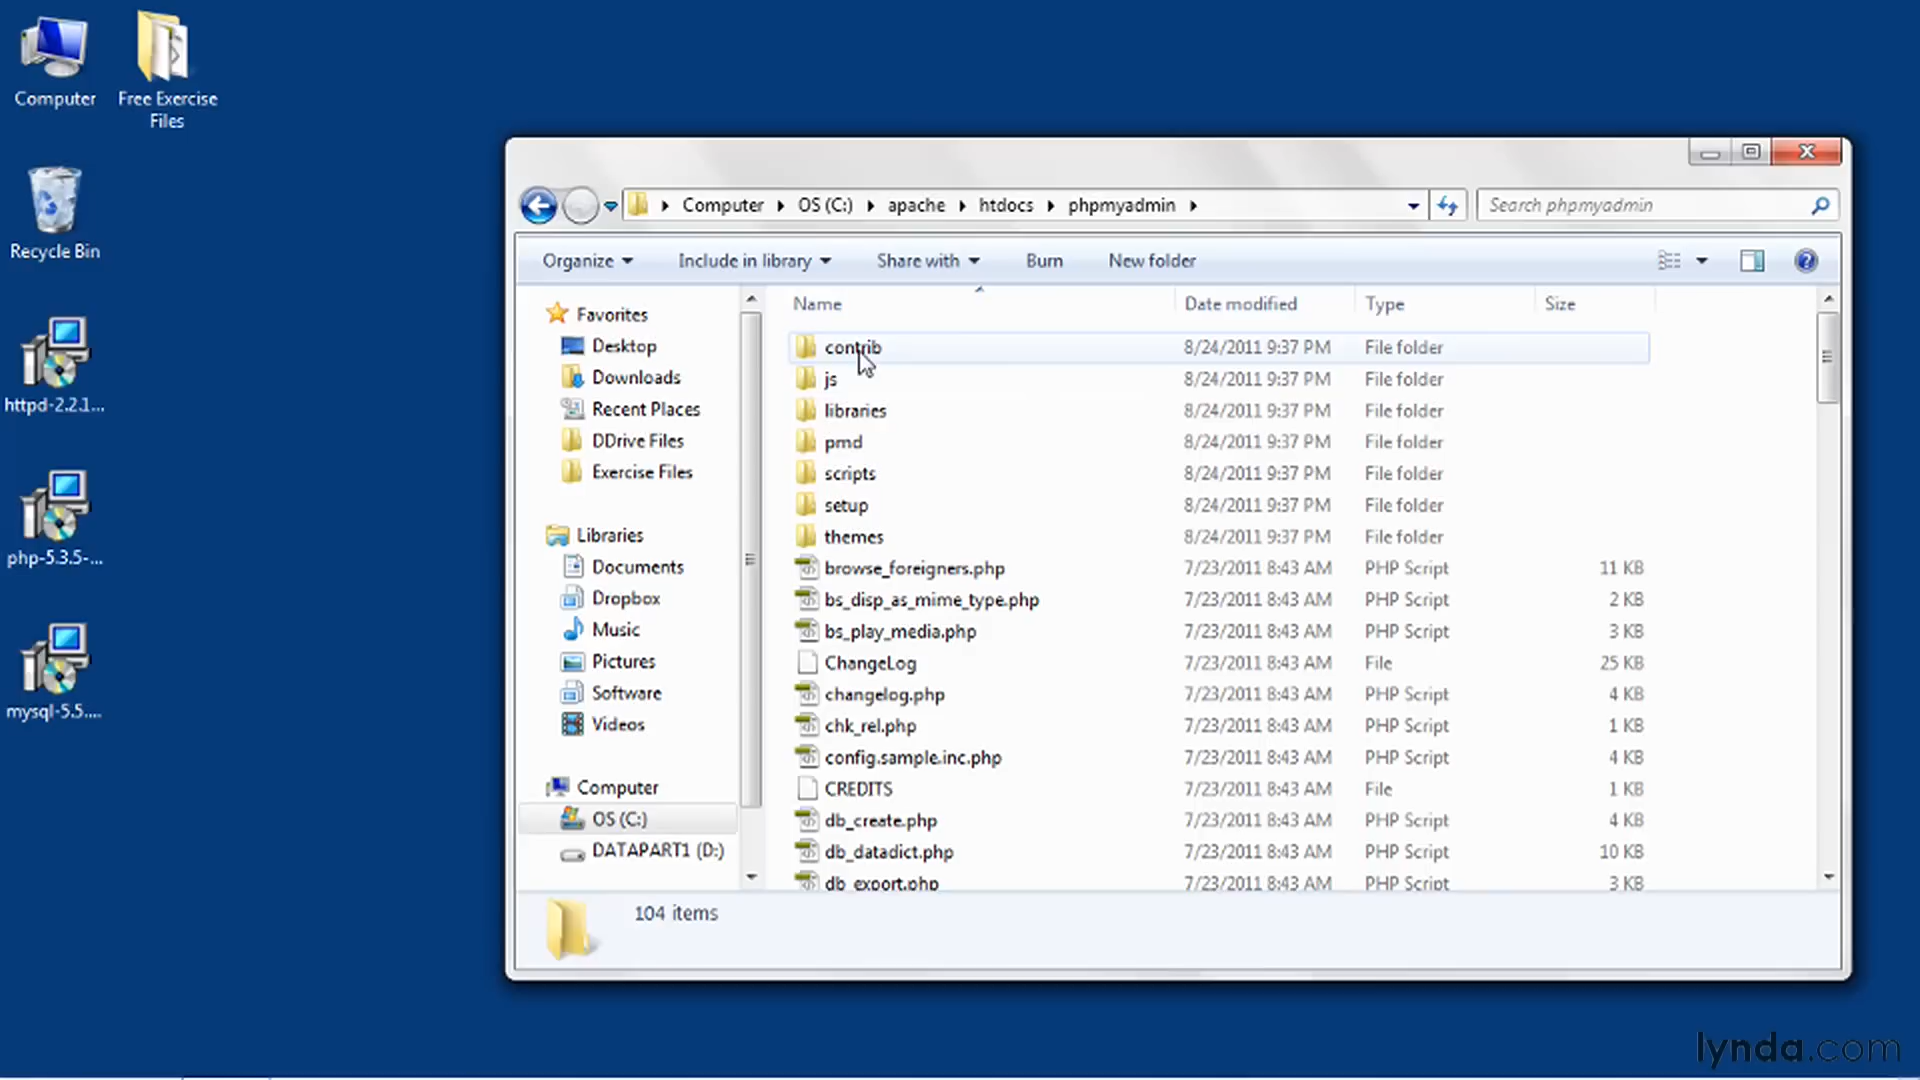 Computer
Free Exercise
Files
Recycle Bin
httpd-2.2.1...
php-5.3.5-...
mysql-5.5....
Computer OS (C:) apache htdocs phpmyadmin
Search phpmyadmin
Organize Include in library Share with Burn New folder
Favorites
Desktop
Downloads
Recent Places
DDrive Files
Exercise Files
Libraries
Documents
Dropbox
Music
Pictures
Software
Videos
Computer
OS (C:)
DATAPART1 (D:)
Name Date modified Type Size
contrib 8/24/2011 9:37 PM File folder
js 8/24/2011 9:37 PM File folder
libraries 8/24/2011 9:37 PM File folder
pmd 8/24/2011 9:37 PM File folder
scripts 8/24/2011 9:37 PM File folder
setup 8/24/2011 9:37 PM File folder
themes 8/24/2011 9:37 PM File folder
browse_foreigners.php 7/23/2011 8:43 AM PHP Script 11 KB
bs_disp_as_mime_type.php 7/23/2011 8:43 AM PHP Script 2 KB
bs_play_media.php 7/23/2011 8:43 AM PHP Script 3 KB
ChangeLog 7/23/2011 8:43 AM File 25 KB
changelog.php 7/23/2011 8:43 AM PHP Script 4 KB
chk_rel.php 7/23/2011 8:43 AM PHP Script 1 KB
config.sample.inc.php 7/23/2011 8:43 AM PHP Script 4 KB
CREDITS 7/23/2011 8:43 AM File 1 KB
db_create.php 7/23/2011 8:43 AM PHP Script 4 KB
db_datadict.php 7/23/2011 8:43 AM PHP Script 10 KB
db_export.php 7/23/2011 8:43 AM PHP Script 3 KB
104 items
lynda.com